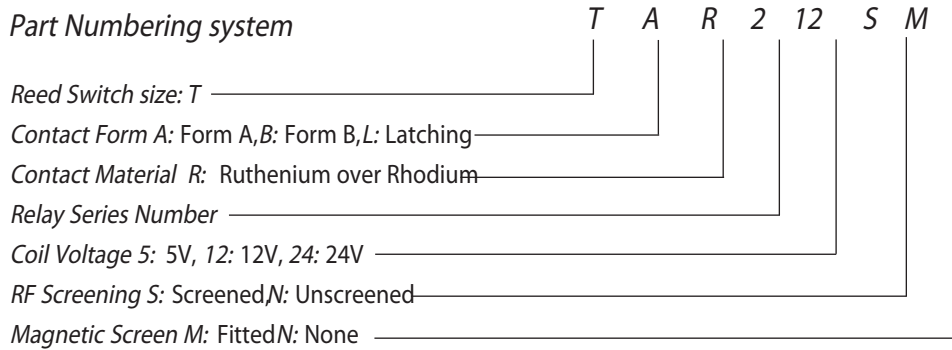 Part Numbering system T A R 2 12 S M
Reed Switch size: T
Contact Form A: Form A,B: Form B,L: Latching
Contact Material R: Ruthenium over Rhodium
Relay Series Number
Coil Voltage 5: 5V, 12: 12V, 24: 24V
RF Screening S: Screened,N: Unscreened
Magnetic Screen M: Fitted N: None